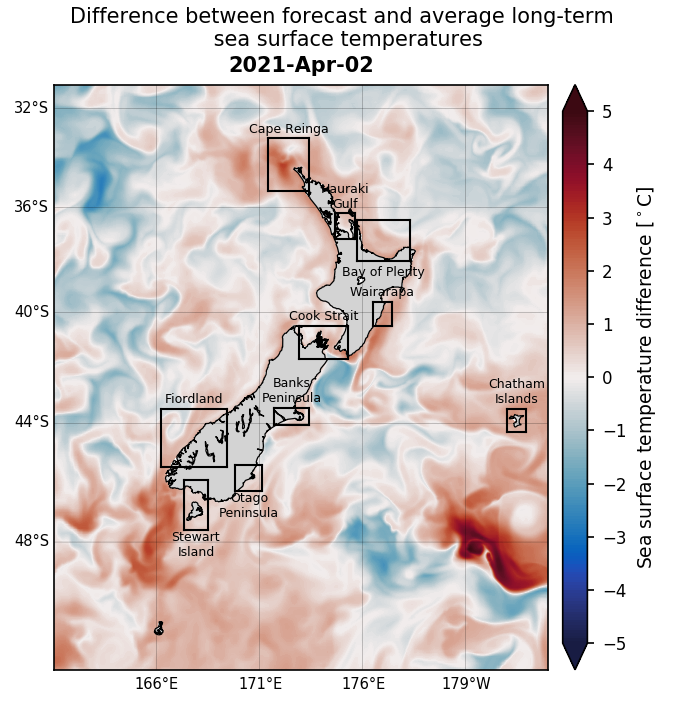 Difference between forecast and average long-term
sea surface temperatures
2021-Apr-02
32°S
36°S
40°S
44°S
48°S
Cape Reinga
Hauraki
Gulf
Bay of Plenty
Wairarapa
Cook Strait
Banks
Peninsula
Fiordland
Chatham
Islands
Otago
Peninsula
Stewart
Island
166°E
171°E
176°E
179°W
5
4
3
2
1
0
−1
−2
−3
−4
−5
Sea surface temperature difference [°C]